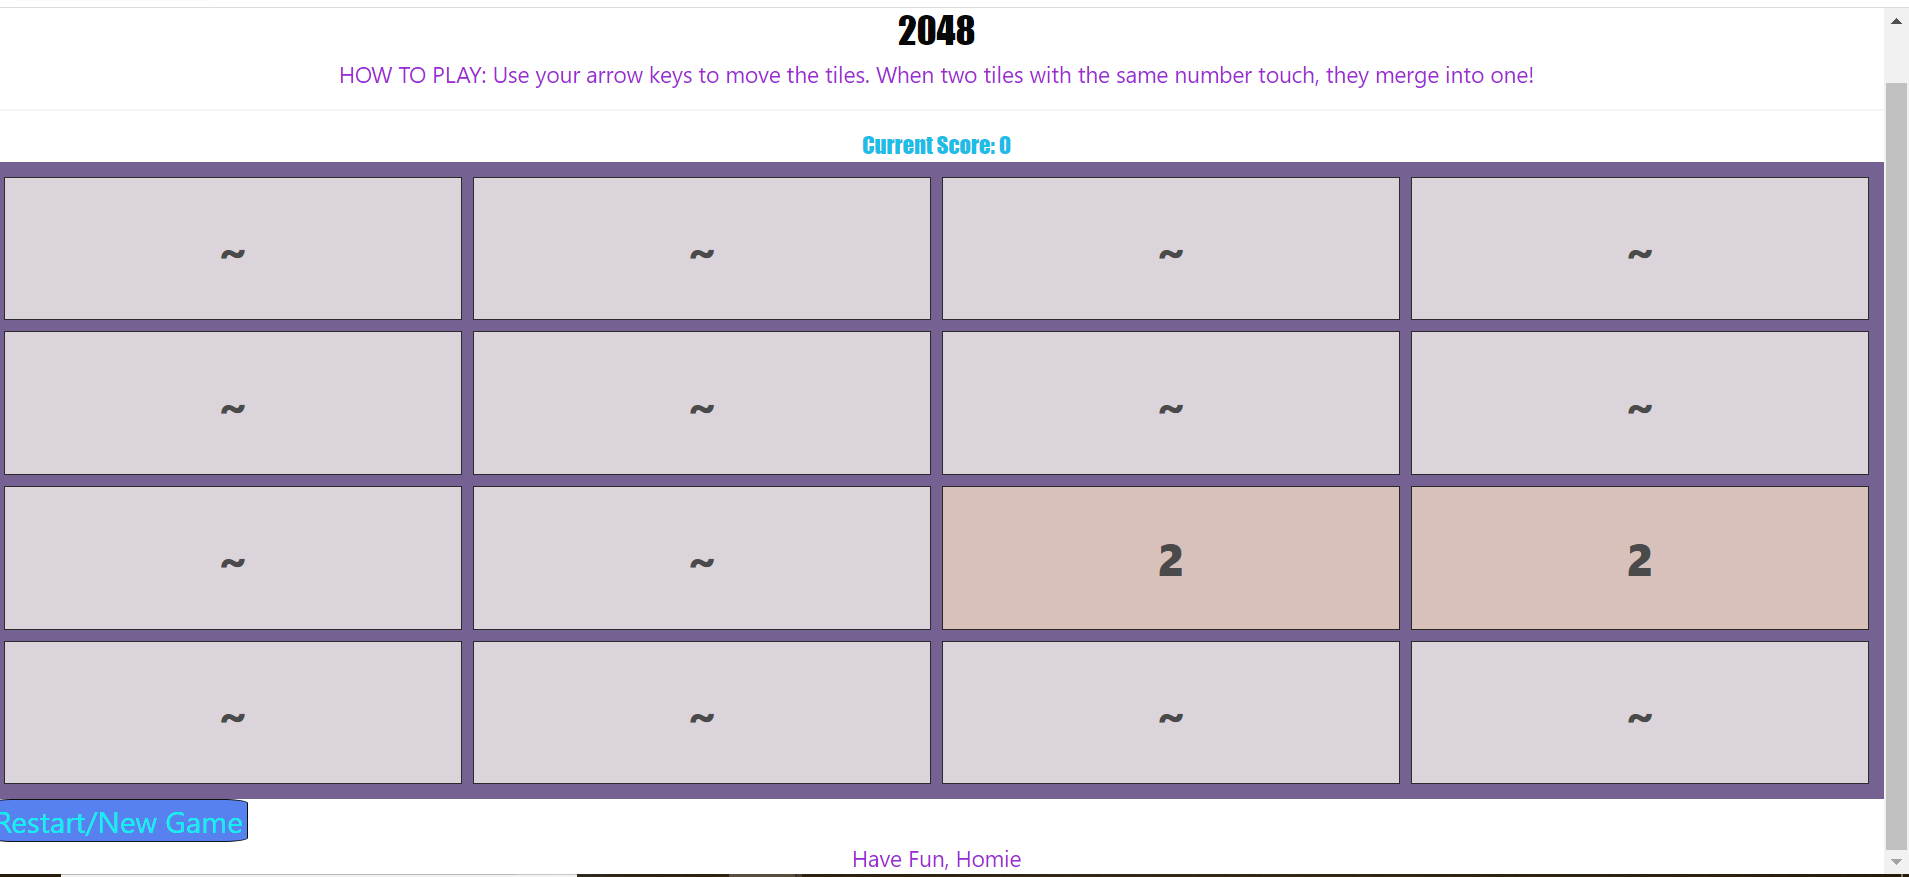 2048
HOW TO PLAY: Use your arrow keys to move the tiles. When two tiles with the same number touch, they merge into one!
Current Score: 0
~ ~ ~ ~
~ ~ ~ ~
~ ~ 2 2
~ ~ ~ ~
Restart/New Game
Have Fun, Homie